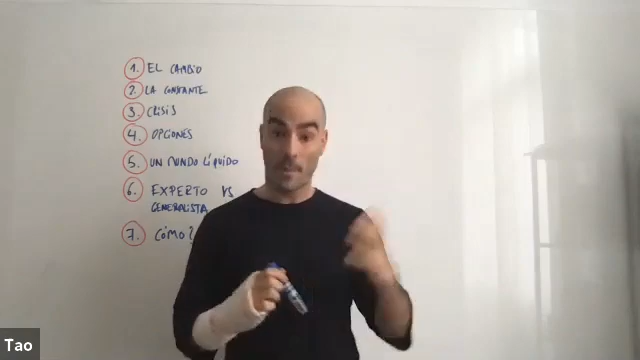 1. EL CAMBIO
2. LA CONSTANTE
3. CRISIS
4. OPCIONES
5. UN MUNDO LÍQUIDO
6. EXPERTO VS
GENERALISTA
7. CÓMO?
Tao